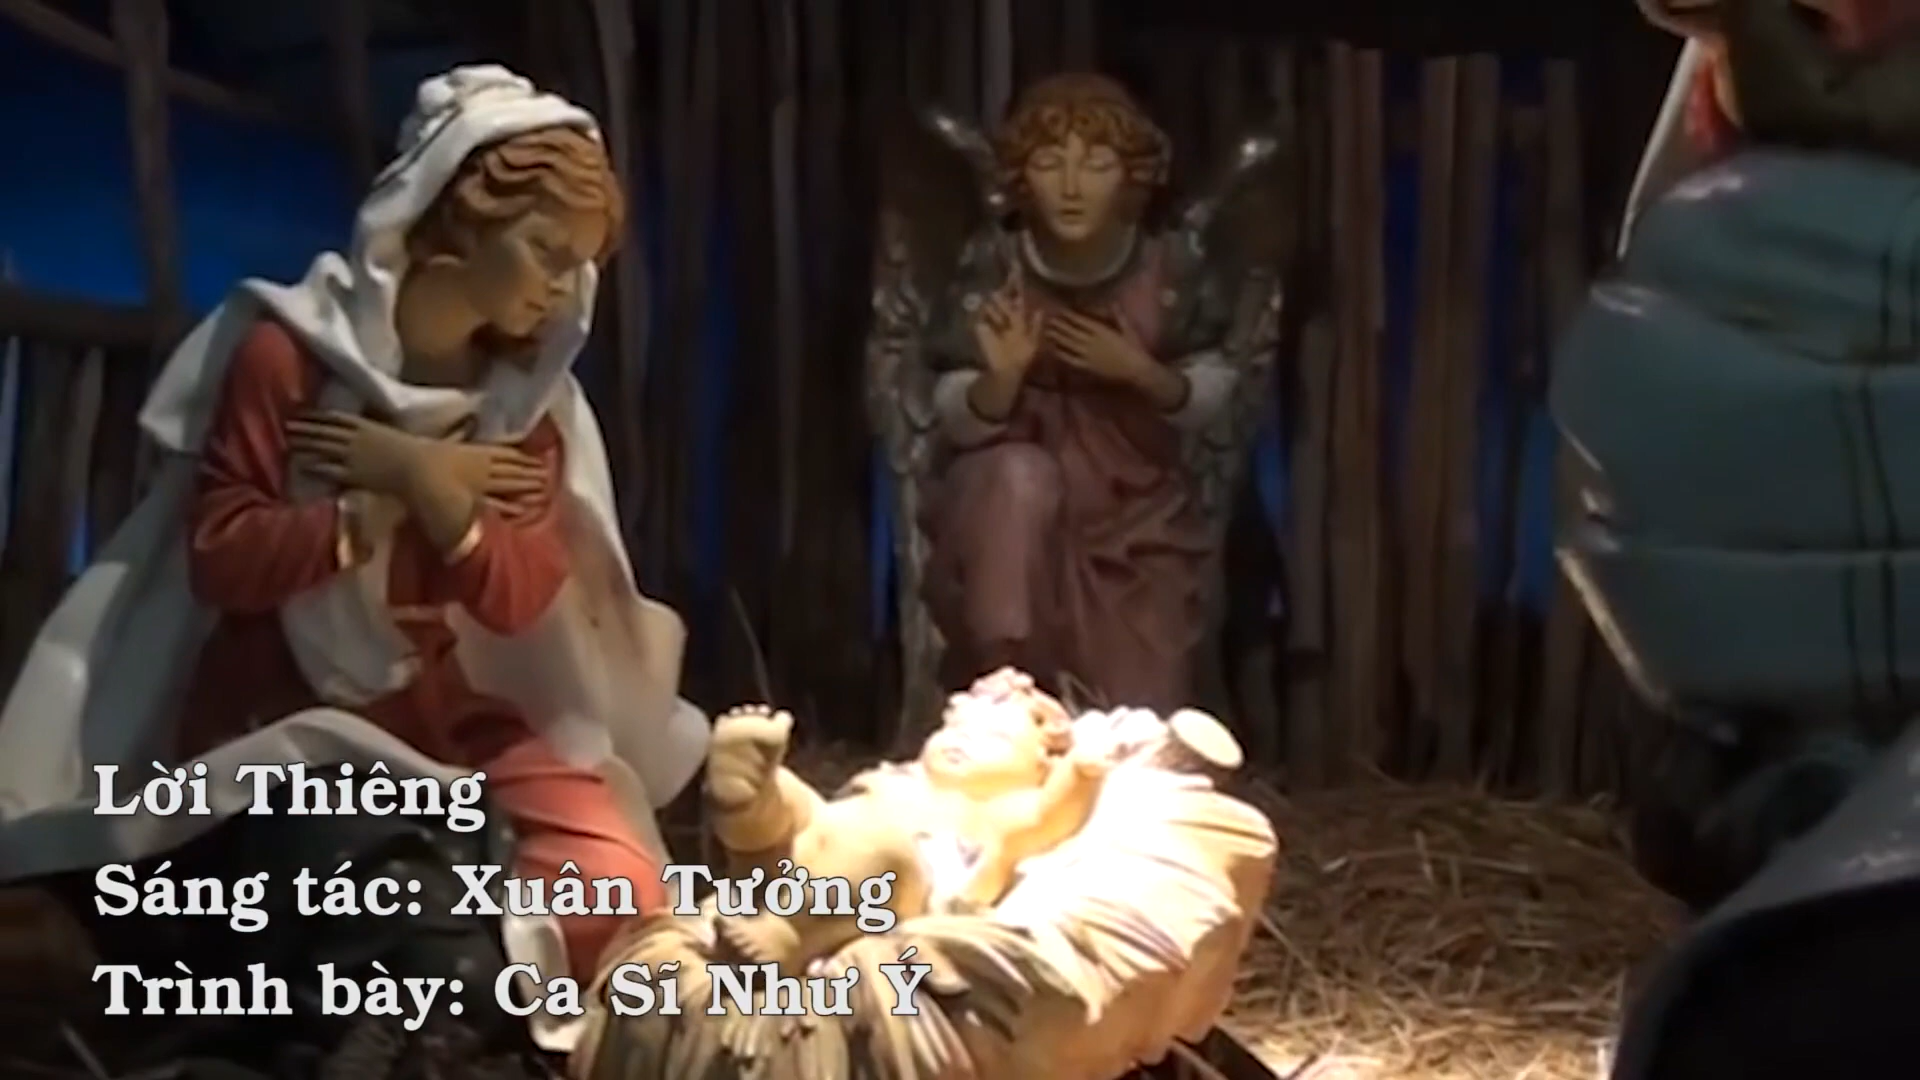 Lời Thiêng
Sáng tác: Xuân Tưởng
Trình bày: Ca Sĩ Như Ý